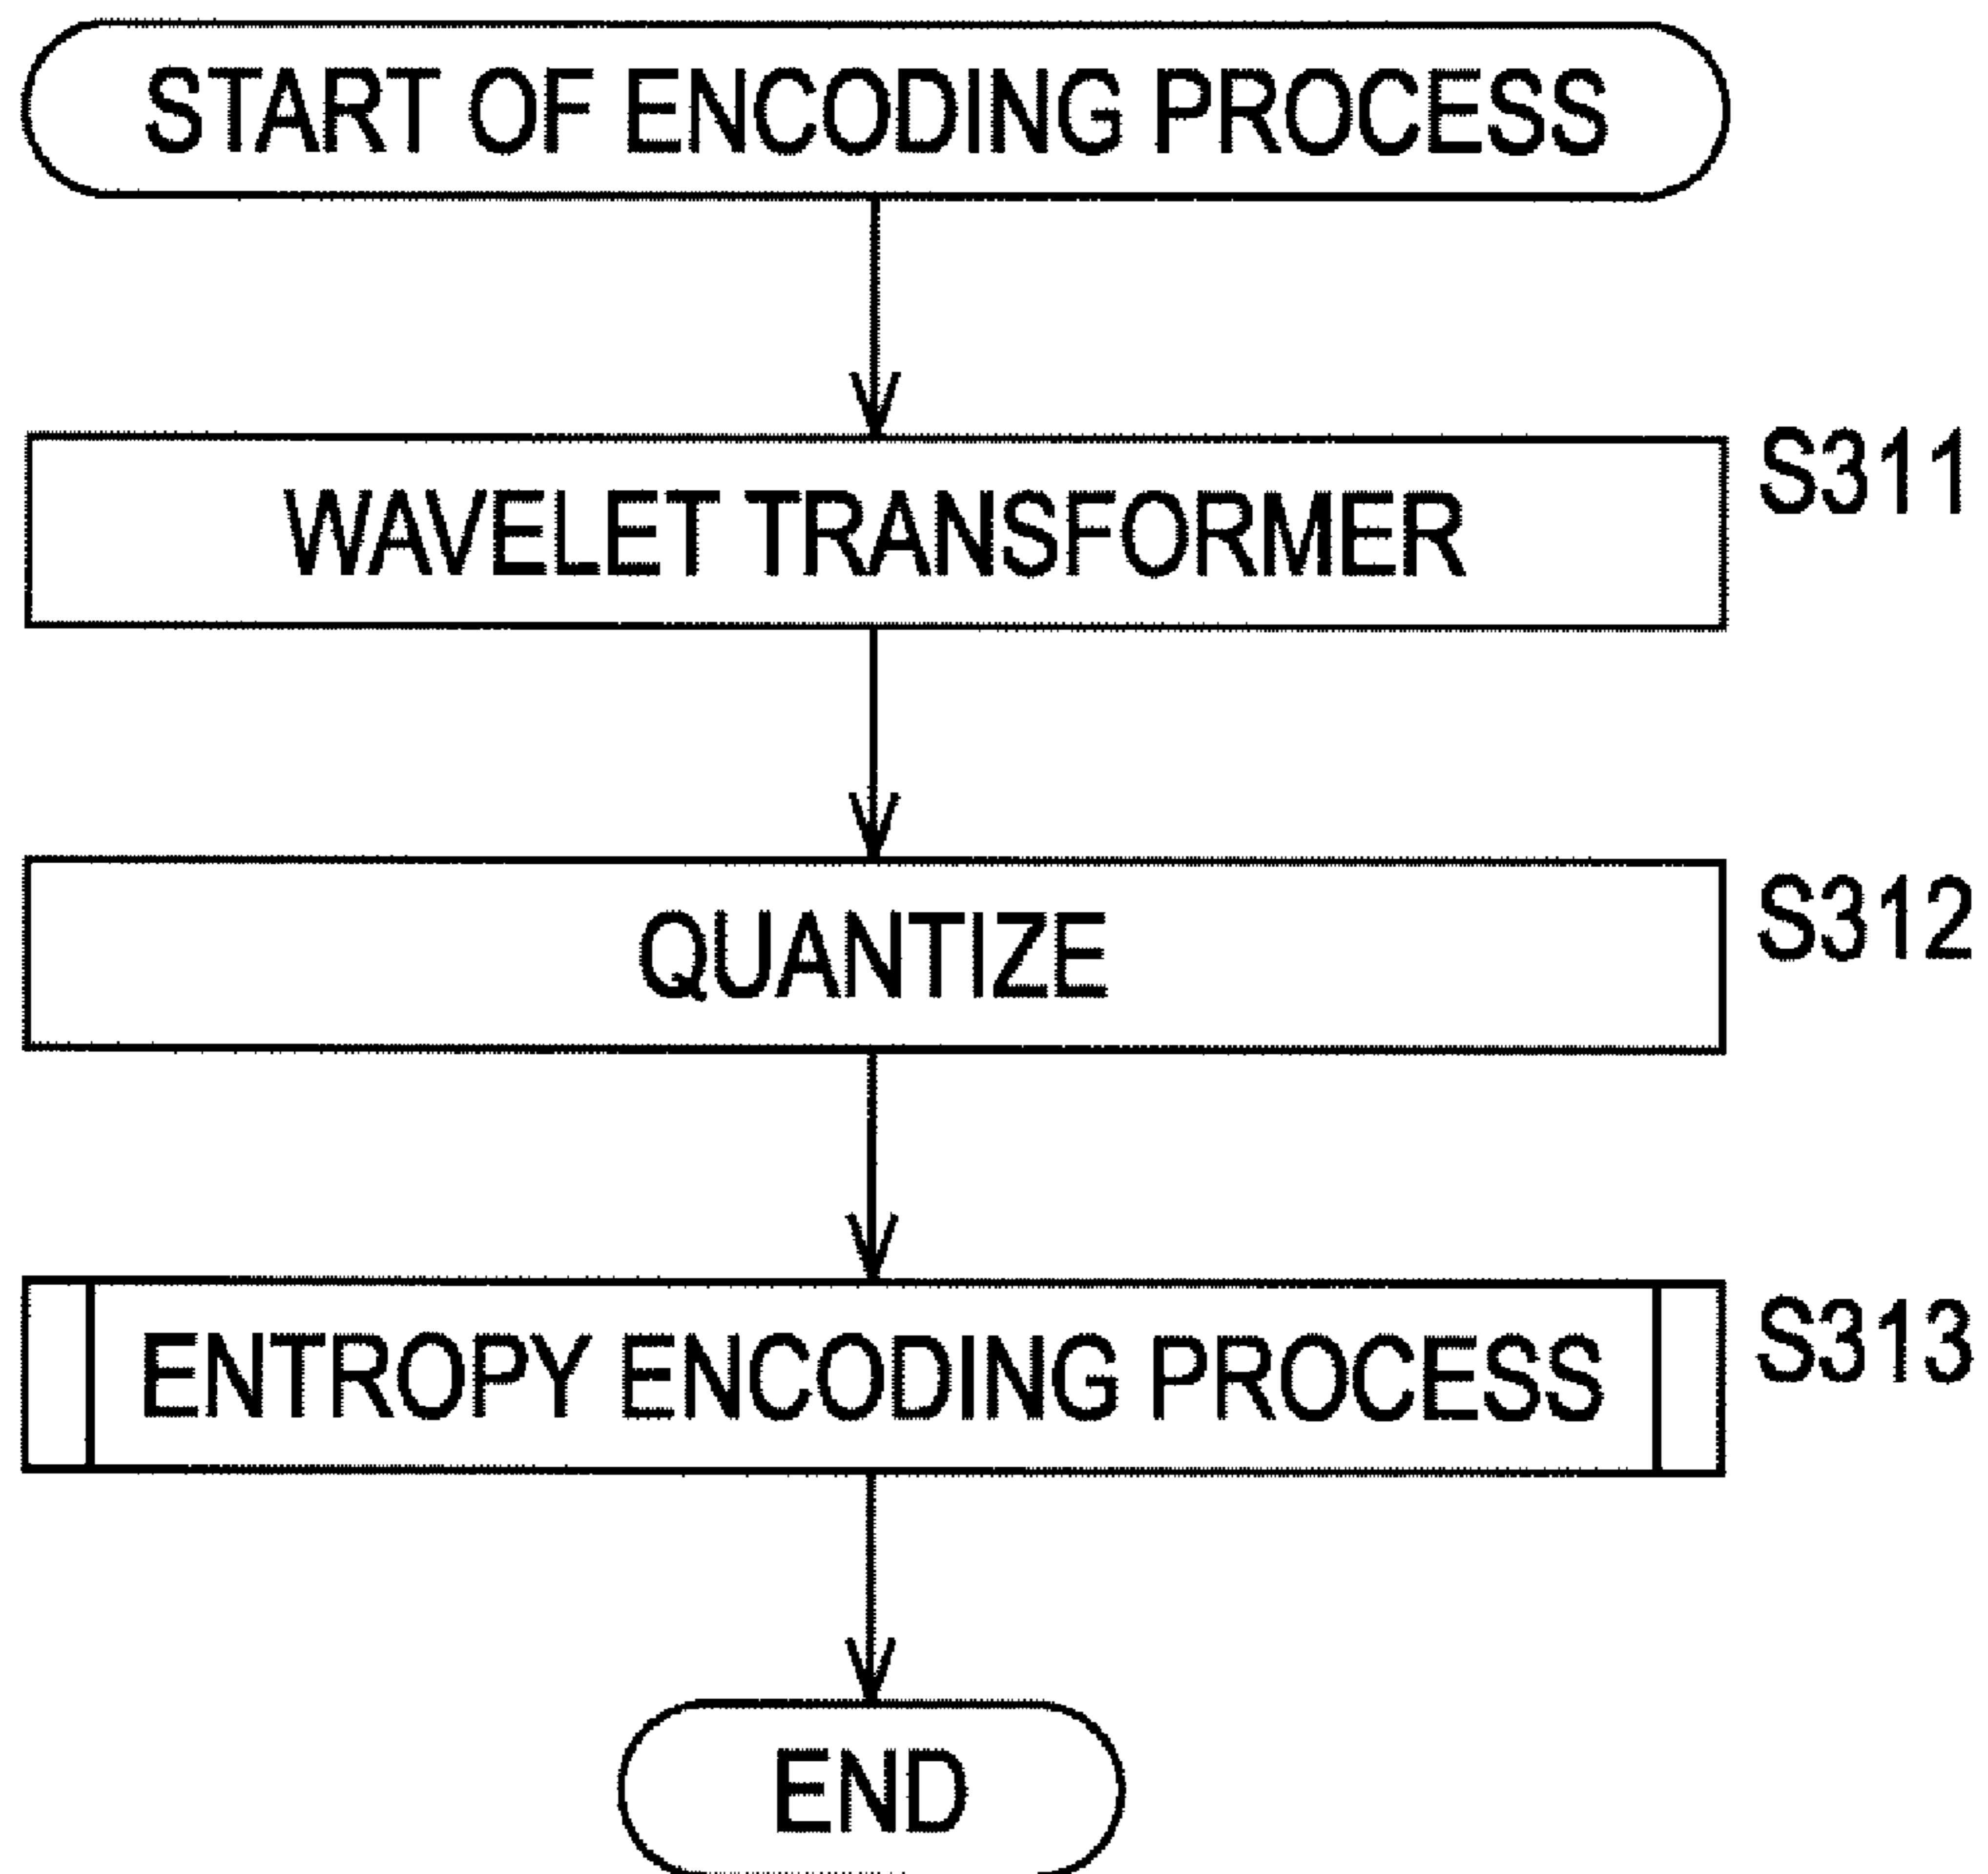 START OF ENCODING PROCESS
WAVELET TRANSFORMER
S311
QUANTIZE
S312
ENTROPY ENCODING PROCESS
S313
END